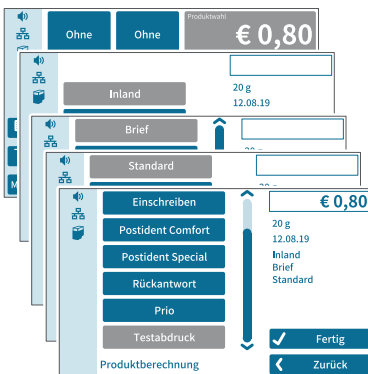 Ohne
Ohne
Produktwahl
€ 0,80
Inland
20 g
12.08.19
Brief
Standard
M
Einschreiben
€ 0,80
Postident Comfort
20 g
12.08.19
Postident Special
Inland
Brief
Rückantwort
Standard
Prio
Testabdruck
Fertig
Produktberechnung
Zurück